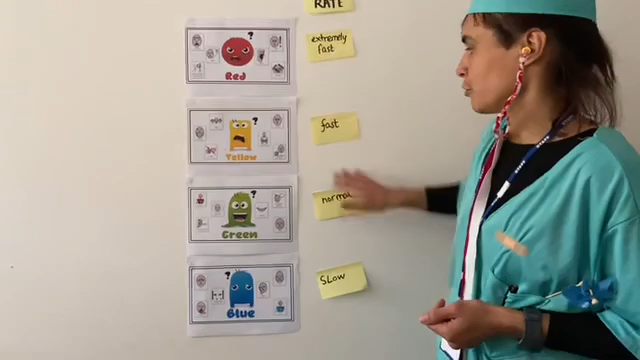 RATE
extremely
fast
?
!
Red
fast
?
Yellow
normal
?
Green
slow
?
Blue